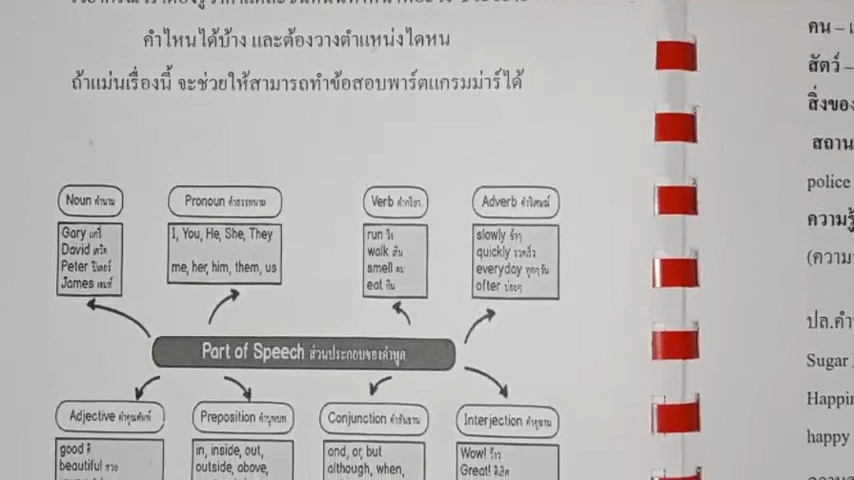 คำไหนได้บ้าง และต้องวางตำแหน่งไดหน
ถ้าแม่นเรื่องนี้ จะช่วยให้สามารถทำข้อสอบพาร์ตแกรมม่าร์ได้
Noun คำนาม
Gary แกรี่
David เดวิด
Peter ปีเตอร์
James เจมส์
Pronoun คำสรรพนาม
I, You, He, She, They
me, her, him, them, us
Verb คำกริยา
run วิ่ง
walk เดิน
smell ดม
eat กิน
Adverb คำวิเศษณ์
slowly ช้าๆ
quickly รวดเร็ว
everyday ทุกๆวัน
ofter บ่อยๆ
Part of Speech ส่วนประกอบของคำพูด
Adjective คำคุณศัพท์
good ดี
beautiful สวย
Preposition คำบุพบท
in, inside, out,
outside, above,
Conjunction คำสันธาน
and, or, but
although, when,
Interjection คำอุทาน
Wow! ว้าว
Great!
คน –
สัตว์ –
สิ่งของ
สถาน
police
ความรู้
(ความ
ปล.คำ
Sugar
Happin
happy